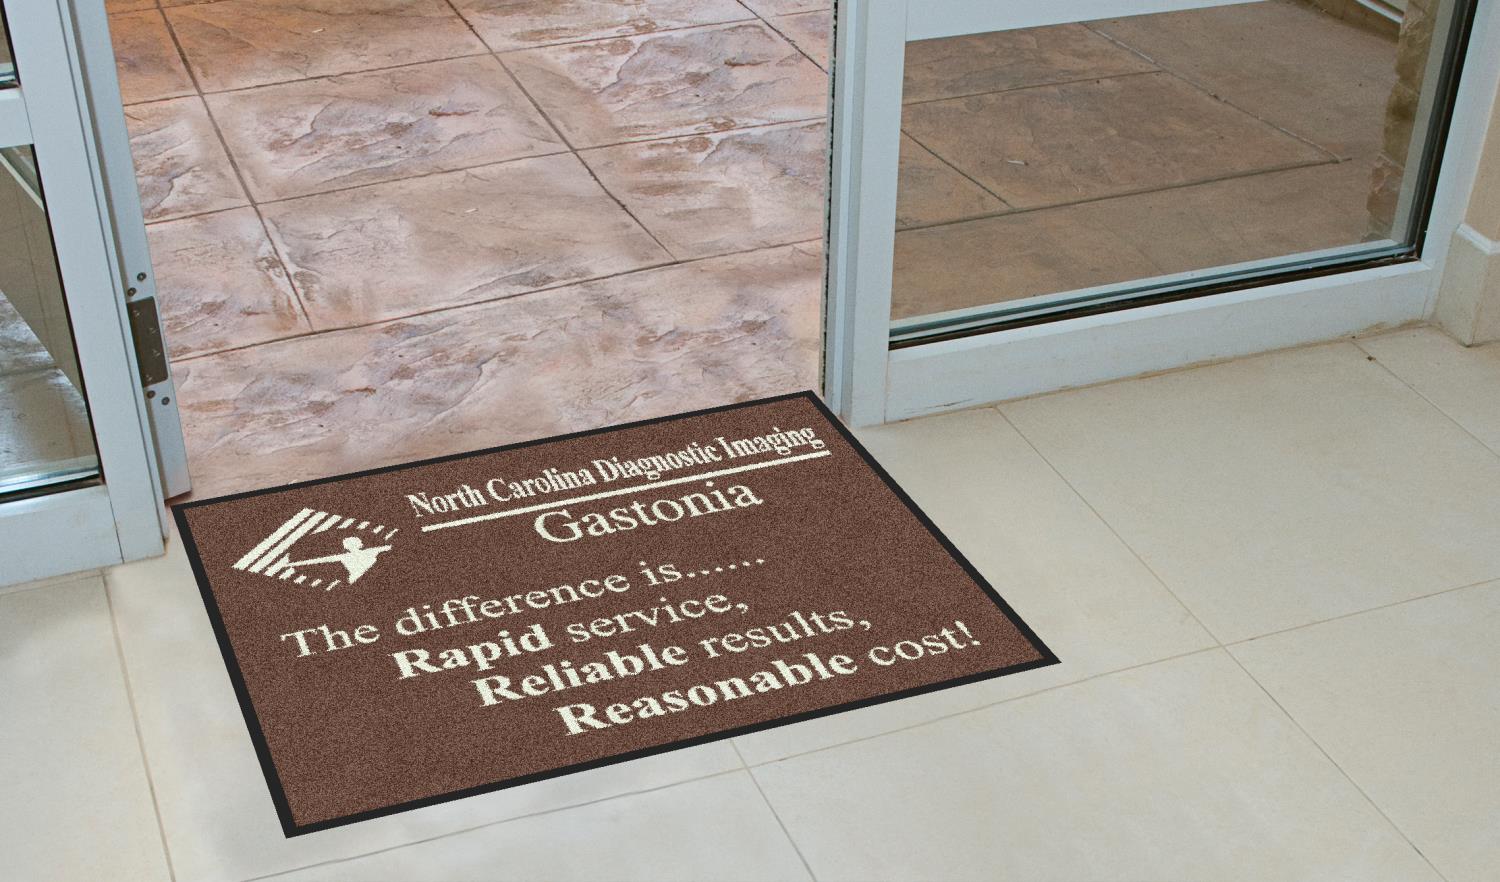 North Carolina Diagnostic Imaging
Gastonia
The difference is......
Rapid service,
Reliable results,
Reasonable cost!